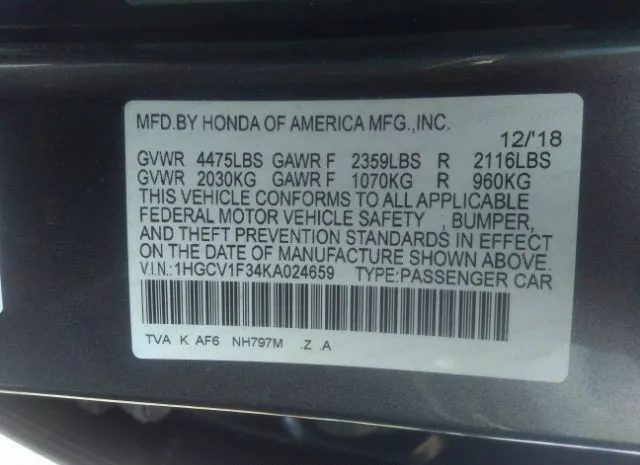 MFD.BY HONDA OF AMERICA MFG.,INC.
12/'18
GVWR 4475LBS GAWR F 2359LBS R 2116LBS
GVWR 2030KG GAWR F 1070KG R 960KG
THIS VEHICLE CONFORMS TO ALL APPLICABLE
FEDERAL MOTOR VEHICLE SAFETY , BUMPER,
AND THEFT PREVENTION STANDARDS IN EFFECT
ON THE DATE OF MANUFACTURE SHOWN ABOVE.
V.I.N.:1HGCV1F34KA024659 TYPE:PASSENGER CAR
TVA K AF6 NH797M .Z .A